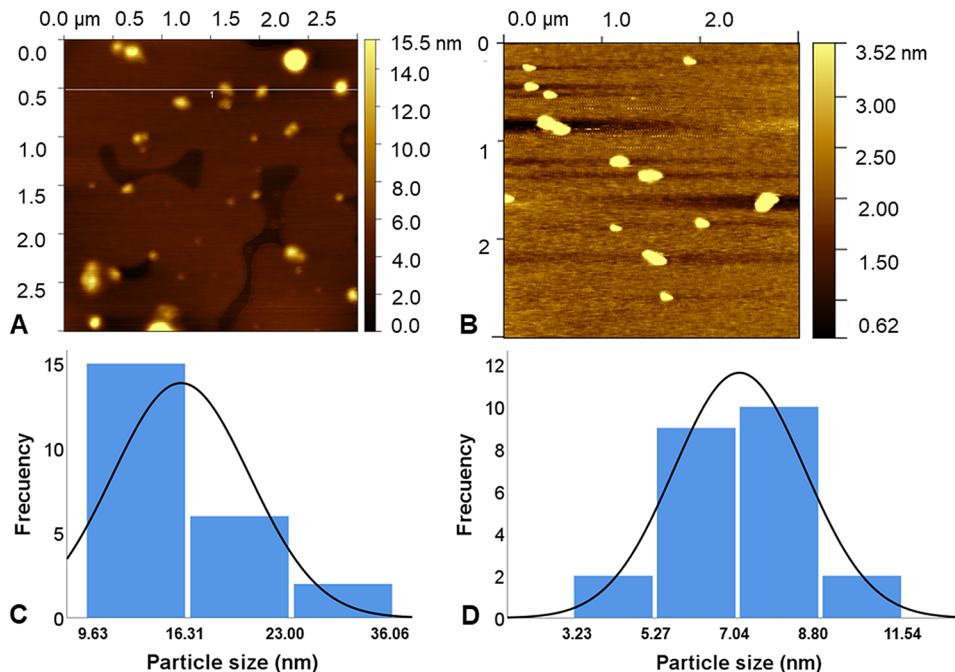 0.0 µm 0.5 1.0 1.5 2.0 2.5
0.0
0.5
1.0
1.5
2.0
2.5
1
15.5 nm
14.0
12.0
10.0
8.0
6.0
4.0
2.0
0.0
A
0.0 µm 1.0 2.0
0
1
2
3.52 nm
3.00
2.50
2.00
1.50
0.62
B
15
10
5
0
Frecuency
9.63 16.31 23.00 36.06
Particle size (nm)
C
12
10
8
6
4
2
0
Frecuency
3.23 5.27 7.04 8.80 11.54
Particle size (nm)
D